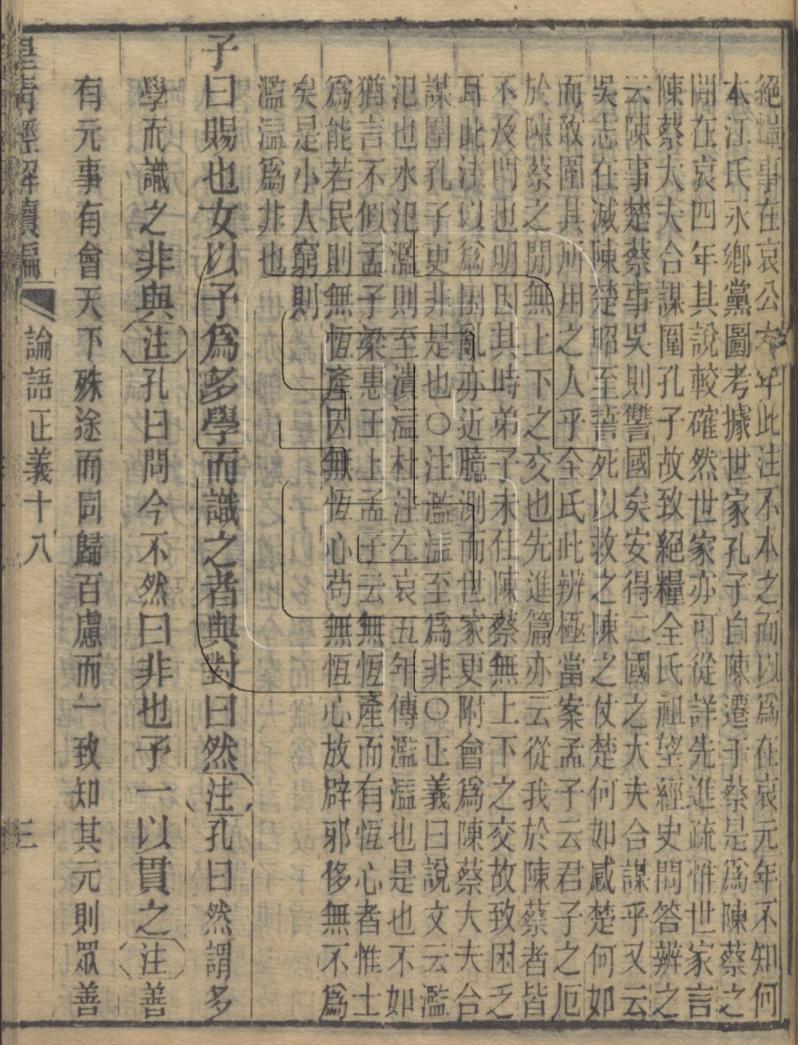 絕糧事在哀公六年此注不本之而以爲在哀元年不知何
本江氏永鄉黨圖考據世家孔子自陳遷于蔡是爲陳蔡之
閒在哀四年其說較確然世家亦可從詳先進疏惟世家言
陳蔡大夫合謀圍孔子故致絕糧全氏祖望經史問答辨之
云陳事楚蔡事吳則讐國矣安得二國之大夫合謀乎又云
吳志在滅陳楚昭至誓死以救之陳之仗楚何如感楚何如
而敢圍其所用之人乎全氏此辨極當案孟子云君子之厄
於陳蔡之閒無上下之交也先進篇亦云從我於陳蔡者皆
不及門也明因其時弟子未仕陳蔡無上下之交故致困乏
耳此注以爲因亂亦近臆測而世家更附會爲陳蔡大夫合
謀圍孔子更非是也○注濫溢至爲非○正義曰說文云濫
氾也水氾濫則至潰溢杜注左哀五年傳濫溢也是也不如
猶言不似孟子梁惠王上孟子云無恆產而有恆心者惟士
爲能若民則無恆產因無恆心苟無恆心放辟邪侈無不爲
矣是小人窮則
濫溢爲非也
子曰賜也女以予爲多學而識之者與對曰然注孔曰然謂多
學而識之非與注孔曰問今不然曰非也予一以貫之注善
有元事有會天下殊途而同歸百慮而一致知其元則眾善
皇清經解續編 論語正義十八 三